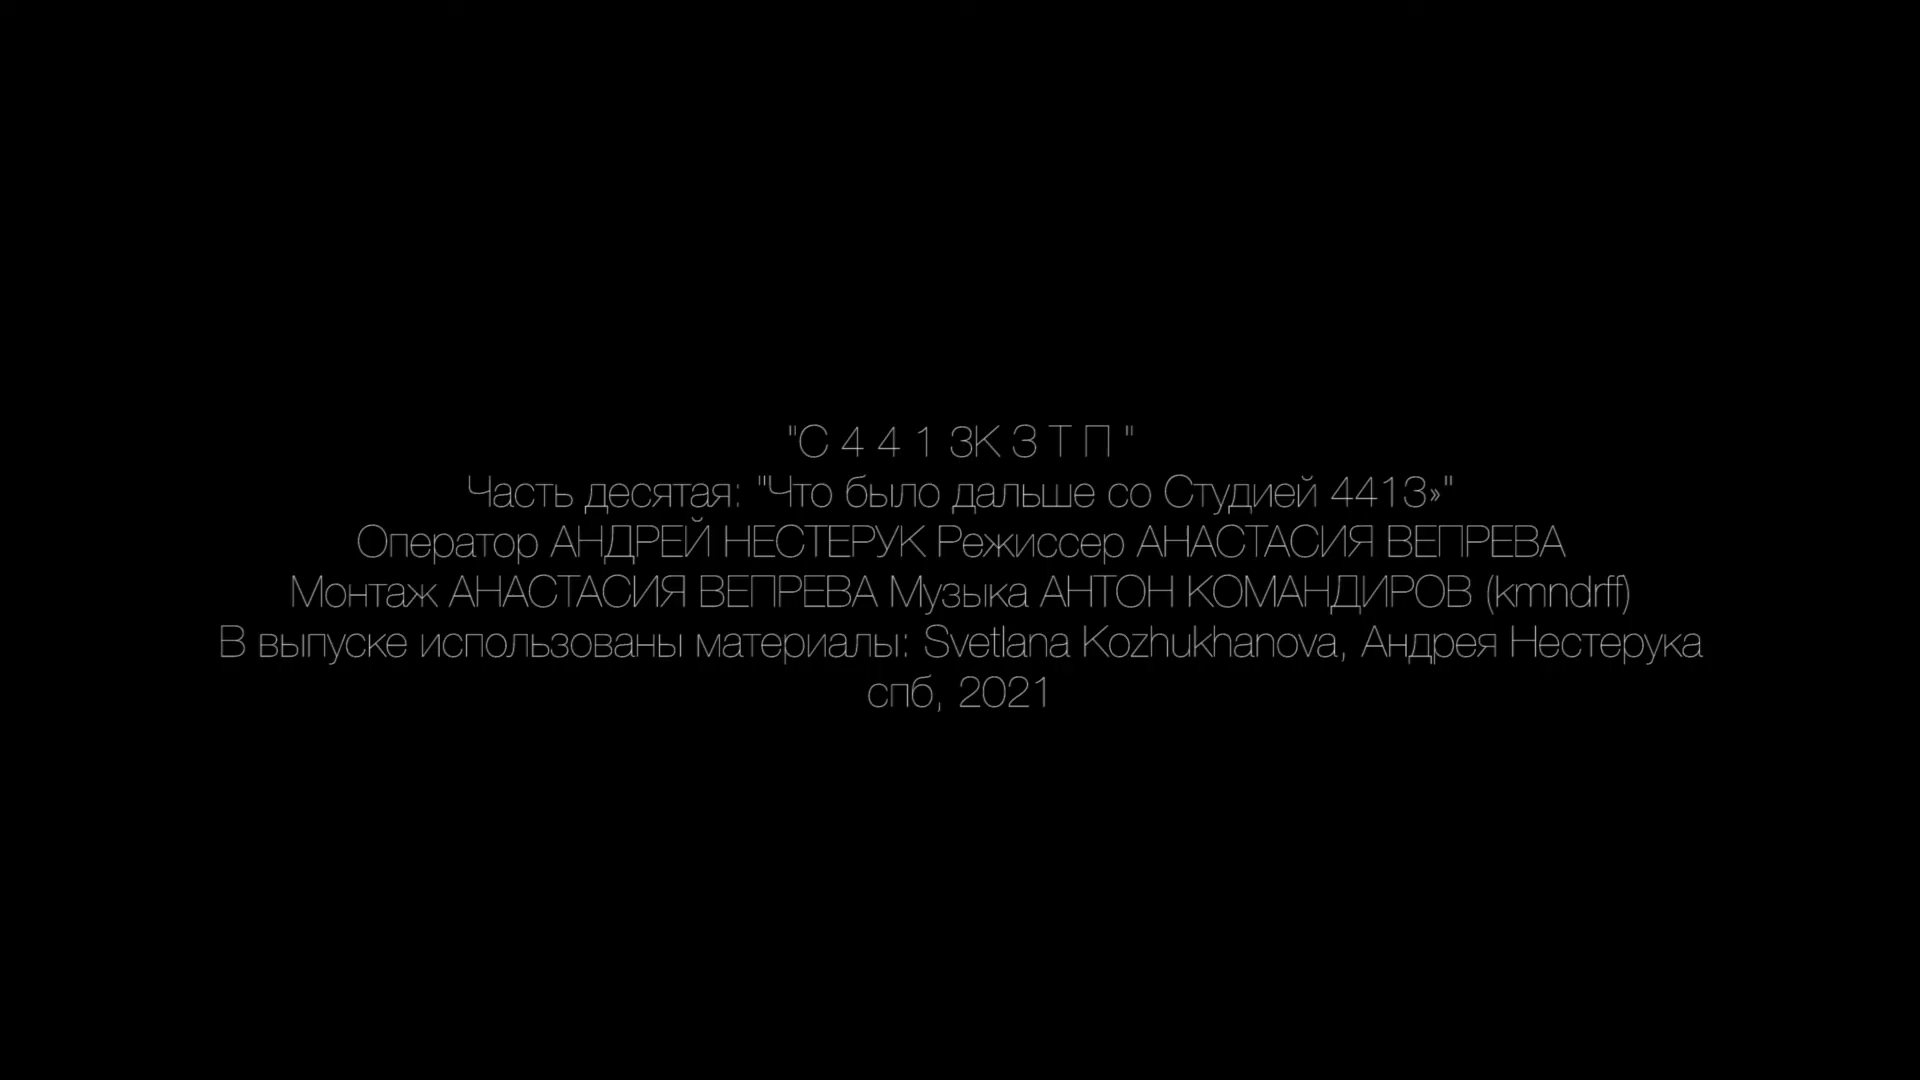 "С 4 4 1 3К З Т П "
Часть десятая: "Что было дальше со Студией 4413»"
Оператор АНДРЕЙ НЕСТЕРУК Режиссер АНАСТАСИЯ ВЕПРЕВА
Монтаж АНАСТАСИЯ ВЕПРЕВА Музыка АНТОН КОМАНДИРОВ (kmndrff)
В выпуске использованы материалы: Svetlana Kozhukhanova, Андрея Нестерука
спб, 2021